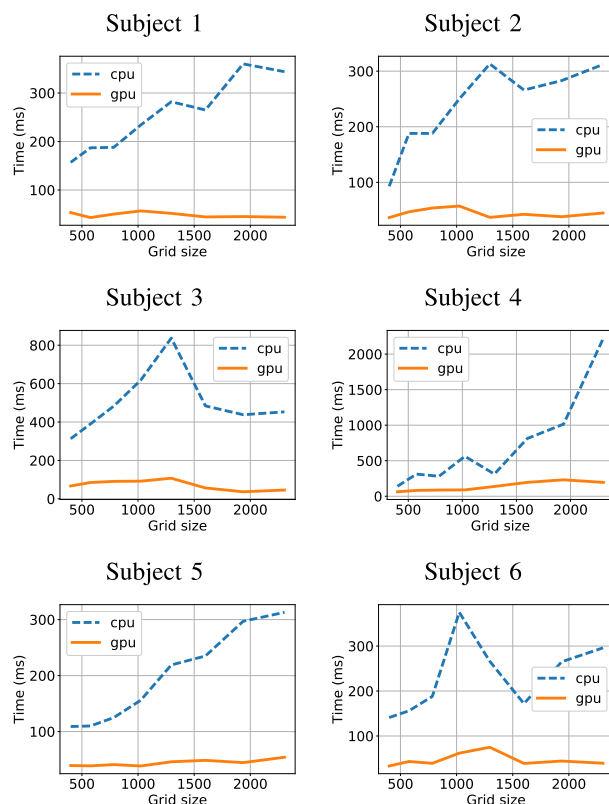 Subject 1
Subject 2
Time (ms)
300
200
100
cpu
gpu
500
1000
1500
2000
Grid size
Time (ms)
300
200
100
cpu
gpu
500
1000
1500
2000
Grid size
Subject 3
Subject 4
Time (ms)
800
600
400
200
0
cpu
gpu
500
1000
1500
2000
Grid size
Time (ms)
2000
1500
1000
500
0
cpu
gpu
500
1000
1500
2000
Grid size
Subject 5
Subject 6
Time (ms)
300
200
100
cpu
gpu
500
1000
1500
2000
Grid size
Time (ms)
300
200
100
cpu
gpu
500
1000
1500
2000
Grid size